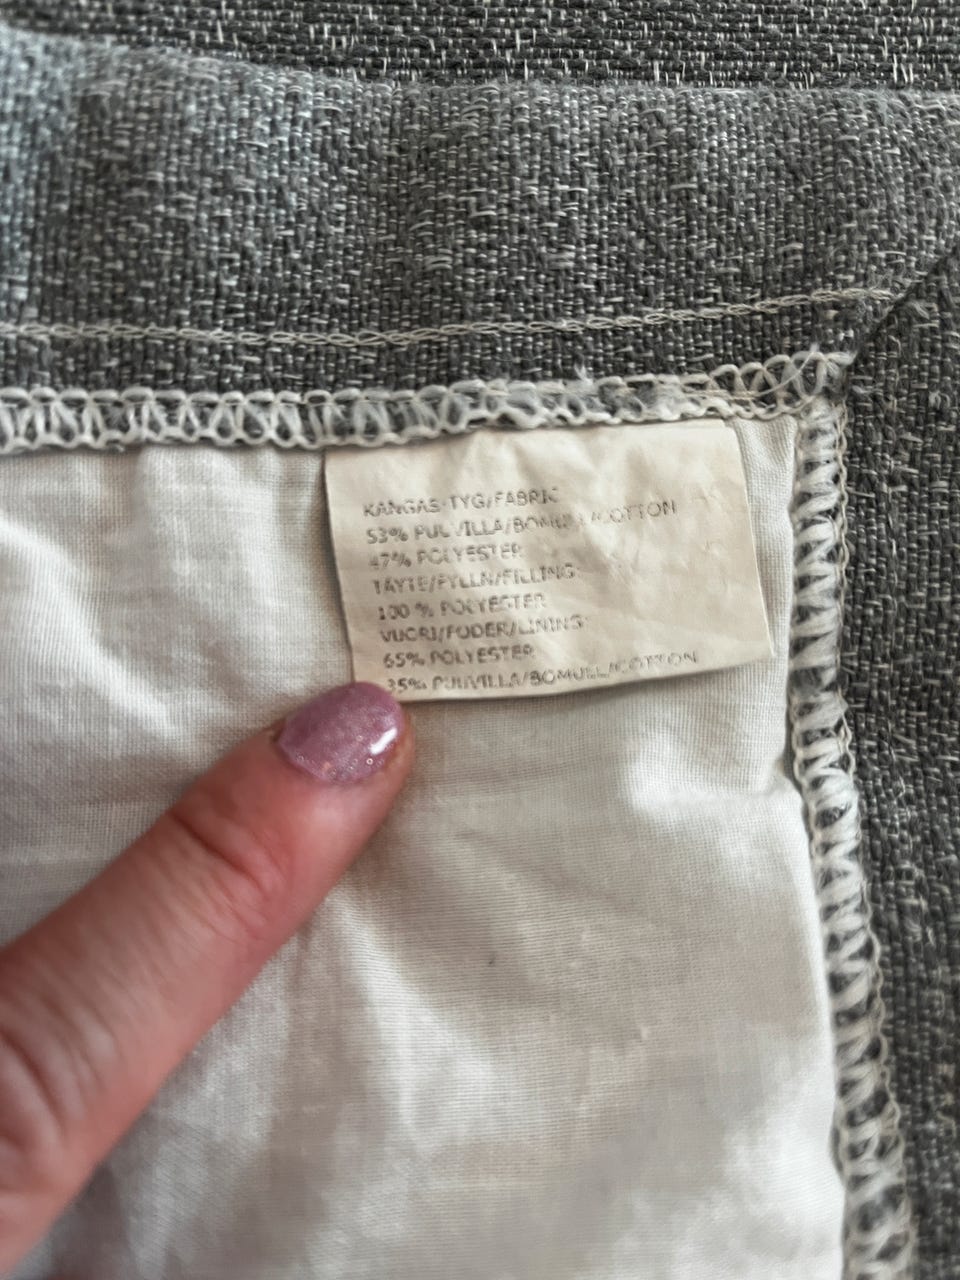 KANGAS-TYG/FABRIC
53% PUUVILLA/BOMULL/COTTON
47% POLYESTER
TÄYTE/FYLLN/FILLING:
100 % POLYESTER
VUORI/FODER/LINING:
65% POLYESTER
35% PUUVILLA/BOMULL/COTTON